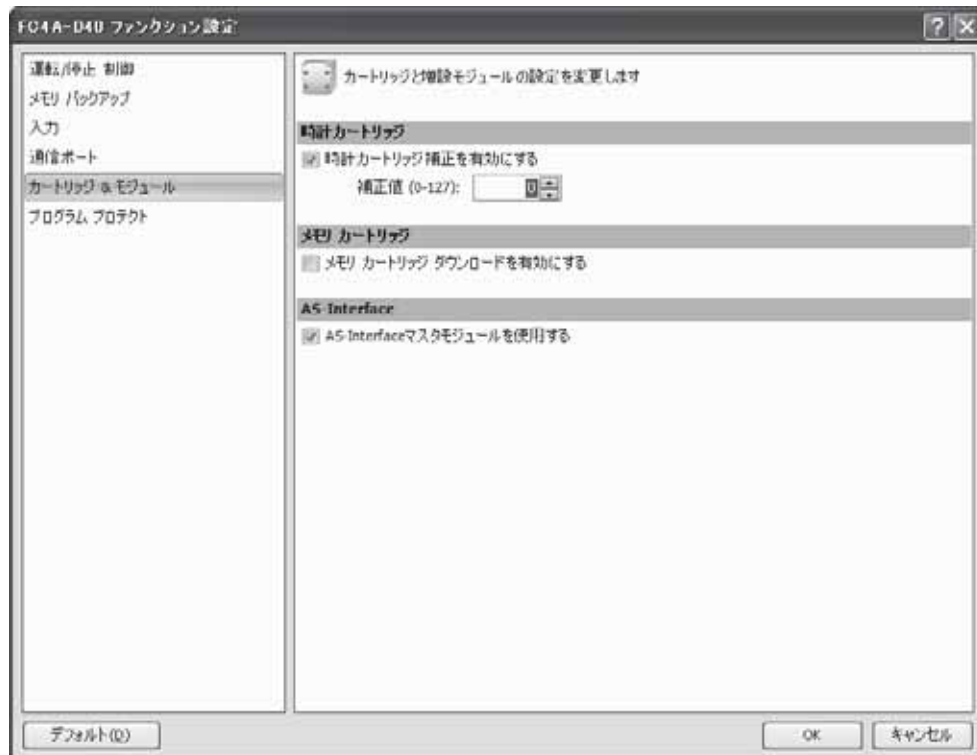 FC4A-D40 ファンクション設定
運転/停止 制御
メモリ バックアップ
入力
通信ポート
カートリッジ & モジュール
プログラム プロテクト
カートリッジと増設モジュールの設定を変更します
時計カートリッジ
時計カートリッジ補正を有効にする
補正値 (0-127): 0
メモリ カートリッジ
メモリ カートリッジ ダウンロードを有効にする
AS-Interface
AS-Interfaceマスタモジュールを使用する
デフォルト(D)
OK
キャンセル